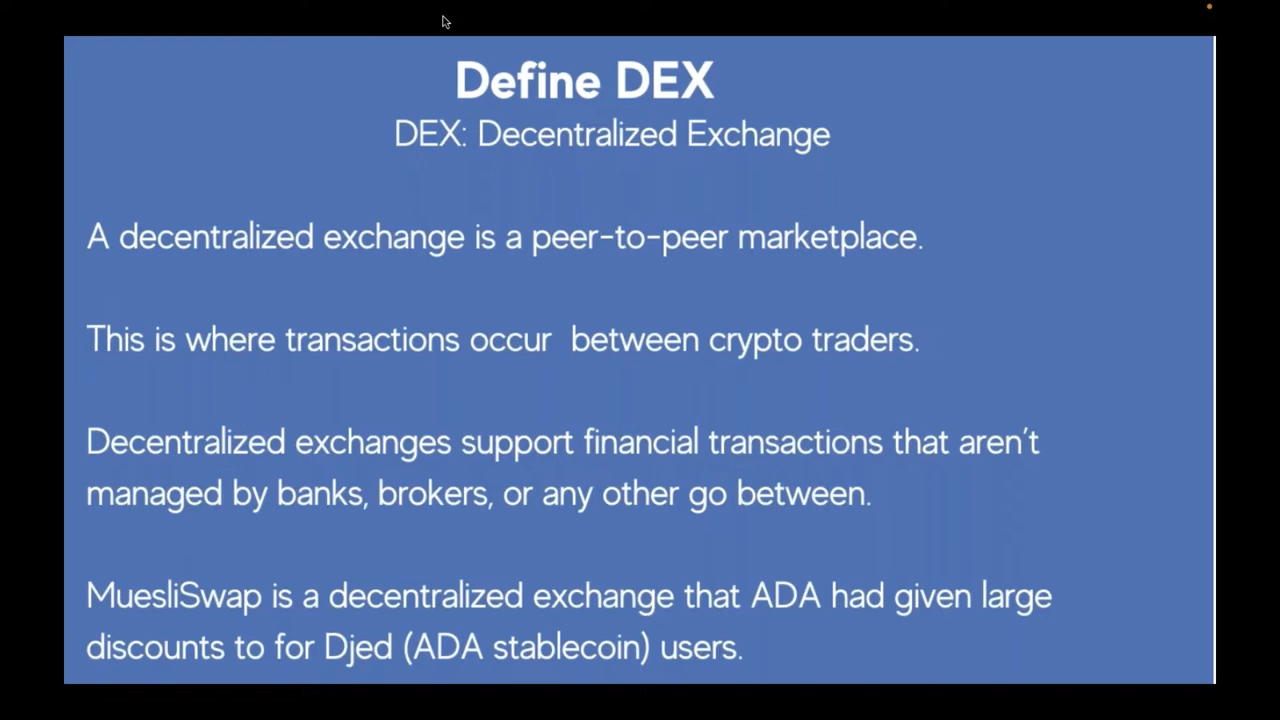 Define DEX
DEX: Decentralized Exchange
A decentralized exchange is a peer-to-peer marketplace.
This is where transactions occur  between crypto traders.
Decentralized exchanges support financial transactions that aren't
managed by banks, brokers, or any other go between.
MuesliSwap is a decentralized exchange that ADA had given large
discounts to for Djed (ADA stablecoin) users.